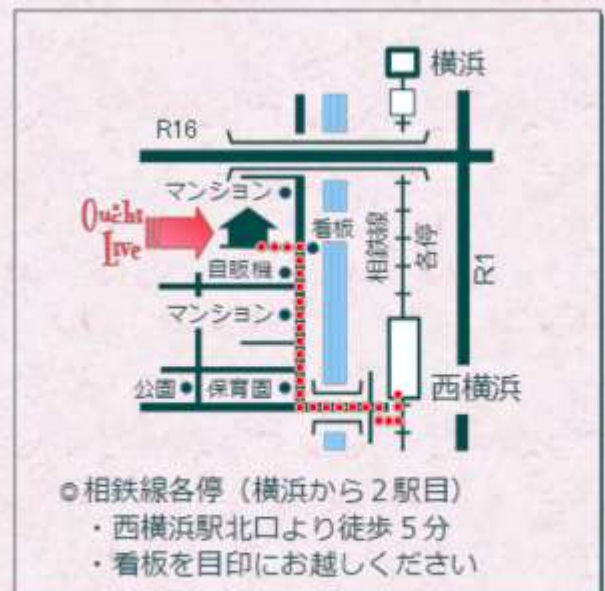 横浜
R16
マンション
Ouchi
Live
看板
相鉄線
各停
R1
自販機
マンション
公園
保育園
西横浜
◎相鉄線各停（横浜から２駅目）
・西横浜駅北口より徒歩５分
・看板を目印にお越しください